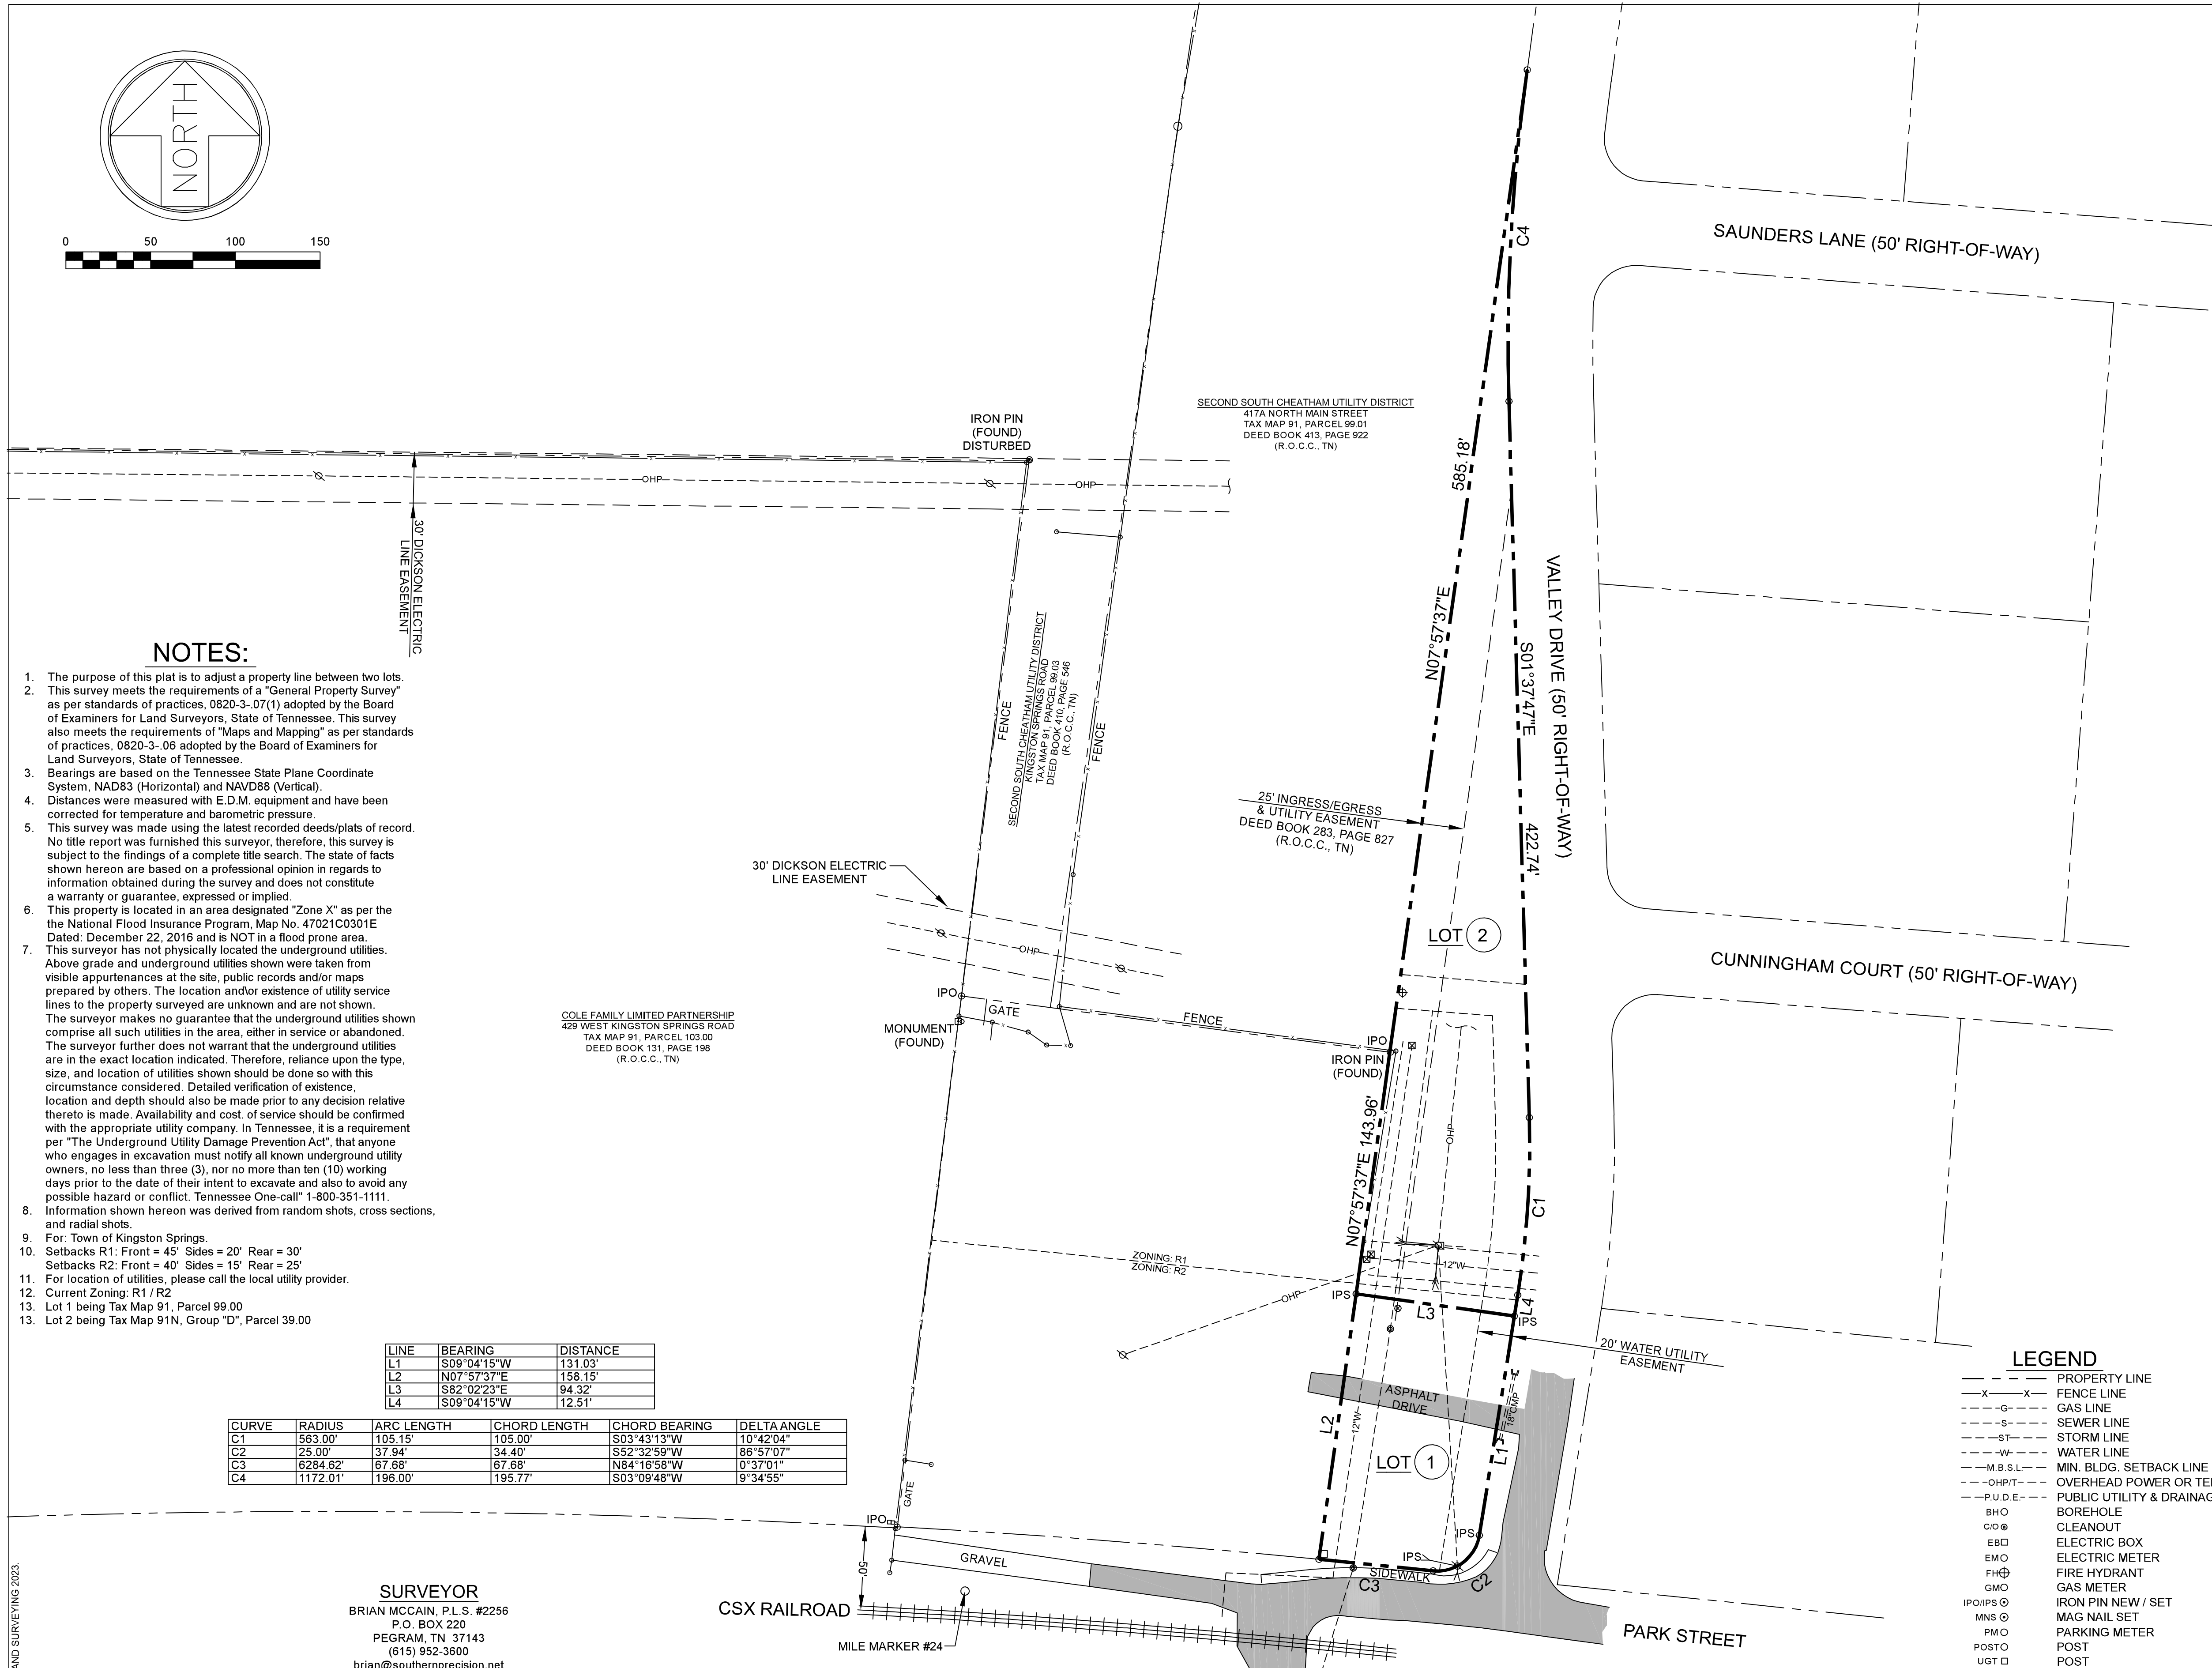 NORTH
0 50 100 150
SAUNDERS LANE (50' RIGHT-OF-WAY)
C4
SECOND SOUTH CHEATHAM UTILITY DISTRICT
417A NORTH MAIN STREET
TAX MAP 91, PARCEL 99.01
DEED BOOK 413, PAGE 922
(R.O.C.C., TN)
IRON PIN
(FOUND)
DISTURBED
OHP
OHP
30' DICKSON ELECTRIC
LINE EASEMENT
585.18'
N07°57'37"E
VALLEY DRIVE (50' RIGHT-OF-WAY)
S01°37'47"E
422.74'
NOTES:
1. The purpose of this plat is to adjust a property line between two lots.
2. This survey meets the requirements of a "General Property Survey"
as per standards of practices, 0820-3-.07(1) adopted by the Board
of Examiners for Land Surveyors, State of Tennessee. This survey
also meets the requirements of "Maps and Mapping" as per standards
of practices, 0820-3-.06 adopted by the Board of Examiners for
Land Surveyors, State of Tennessee.
3. Bearings are based on the Tennessee State Plane Coordinate
System, NAD83 (Horizontal) and NAVD88 (Vertical).
4. Distances were measured with E.D.M. equipment and have been
corrected for temperature and barometric pressure.
5. This survey was made using the latest recorded deeds/plats of record.
No title report was furnished this surveyor, therefore, this survey is
subject to the findings of a complete title search. The state of facts
shown hereon are based on a professional opinion in regards to
information obtained during the survey and does not constitute
a warranty or guarantee, expressed or implied.
6. This property is located in an area designated "Zone X" as per the
the National Flood Insurance Program, Map No. 47021C0301E
Dated: December 22, 2016 and is NOT in a flood prone area.
7. This surveyor has not physically located the underground utilities.
Above grade and underground utilities shown were taken from
visible appurtenances at the site, public records and/or maps
prepared by others. The location and\or existence of utility service
lines to the property surveyed are unknown and are not shown.
The surveyor makes no guarantee that the underground utilities shown
comprise all such utilities in the area, either in service or abandoned.
The surveyor further does not warrant that the underground utilities
are in the exact location indicated. Therefore, reliance upon the type,
size, and location of utilities shown should be done so with this
circumstance considered. Detailed verification of existence,
location and depth should also be made prior to any decision relative
thereto is made. Availability and cost. of service should be confirmed
with the appropriate utility company. In Tennessee, it is a requirement
per "The Underground Utility Damage Prevention Act", that anyone
who engages in excavation must notify all known underground utility
owners, no less than three (3), nor no more than ten (10) working
days prior to the date of their intent to excavate and also to avoid any
possible hazard or conflict. Tennessee One-call" 1-800-351-1111.
8. Information shown hereon was derived from random shots, cross sections,
and radial shots.
9. For: Town of Kingston Springs.
10. Setbacks R1: Front = 45' Sides = 20' Rear = 30'
Setbacks R2: Front = 40' Sides = 15' Rear = 25'
11. For location of utilities, please call the local utility provider.
12. Current Zoning: R1 / R2
13. Lot 1 being Tax Map 91, Parcel 99.00
13. Lot 2 being Tax Map 91N, Group "D", Parcel 39.00
FENCE
SECOND SOUTH CHEATHAM UTILITY DISTRICT
KINGSTON SPRINGS ROAD
TAX MAP 91, PARCEL 99.03
DEED BOOK 410, PAGE 546
(R.O.C.C., TN)
FENCE
25' INGRESS/EGRESS
& UTILITY EASEMENT
DEED BOOK 283, PAGE 827
(R.O.C.C., TN)
30' DICKSON ELECTRIC
LINE EASEMENT
OHP
LOT 2
CUNNINGHAM COURT (50' RIGHT-OF-WAY)
IPO
GATE
MONUMENT
(FOUND)
FENCE
IPO
IRON PIN
(FOUND)
COLE FAMILY LIMITED PARTNERSHIP
429 WEST KINGSTON SPRINGS ROAD
TAX MAP 91, PARCEL 103.00
DEED BOOK 131, PAGE 198
(R.O.C.C., TN)
N07°57'37"E 143.96'
OHP
C1
ZONING: R1
ZONING: R2
12"W
OHP
IPS
L3
L4
IPS
20' WATER UTILITY
EASEMENT
ASPHALT
DRIVE
18"CMP
L2
12"W
L1
LOT 1
LINE BEARING DISTANCE
L1 S09°04'15"W 131.03'
L2 N07°57'37"E 158.15'
L3 S82°02'23"E 94.32'
L4 S09°04'15"W 12.51'
CURVE RADIUS ARC LENGTH CHORD LENGTH CHORD BEARING DELTA ANGLE
C1 563.00' 105.15' 105.00' S03°43'13"W 10°42'04"
C2 25.00' 37.94' 34.40' S52°32'59"W 86°57'07"
C3 6284.62' 67.68' 67.68' N84°16'58"W 0°37'01"
C4 1172.01' 196.00' 195.77' S03°09'48"W 9°34'55"
GATE
IPO
50'
GRAVEL
IPS
IPS
SIDEWALK
C3
C2
CSX RAILROAD
MILE MARKER #24
PARK STREET
SURVEYOR
BRIAN MCCAIN, P.L.S. #2256
P.O. BOX 220
PEGRAM, TN 37143
(615) 952-3600
brian@southernprecision.net
AND SURVEYING 2023.
LEGEND
PROPERTY LINE
X X FENCE LINE
G GAS LINE
S SEWER LINE
ST STORM LINE
W WATER LINE
M.B.S.L. MIN. BLDG. SETBACK LINE
OHP/T OVERHEAD POWER OR TE
P.U.D.E. PUBLIC UTILITY & DRAINAG
BH BOREHOLE
C/O CLEANOUT
EB ELECTRIC BOX
EM ELECTRIC METER
FH FIRE HYDRANT
GM GAS METER
IPO/IPS IRON PIN NEW / SET
MNS MAG NAIL SET
PM PARKING METER
POST POST
UGT POST